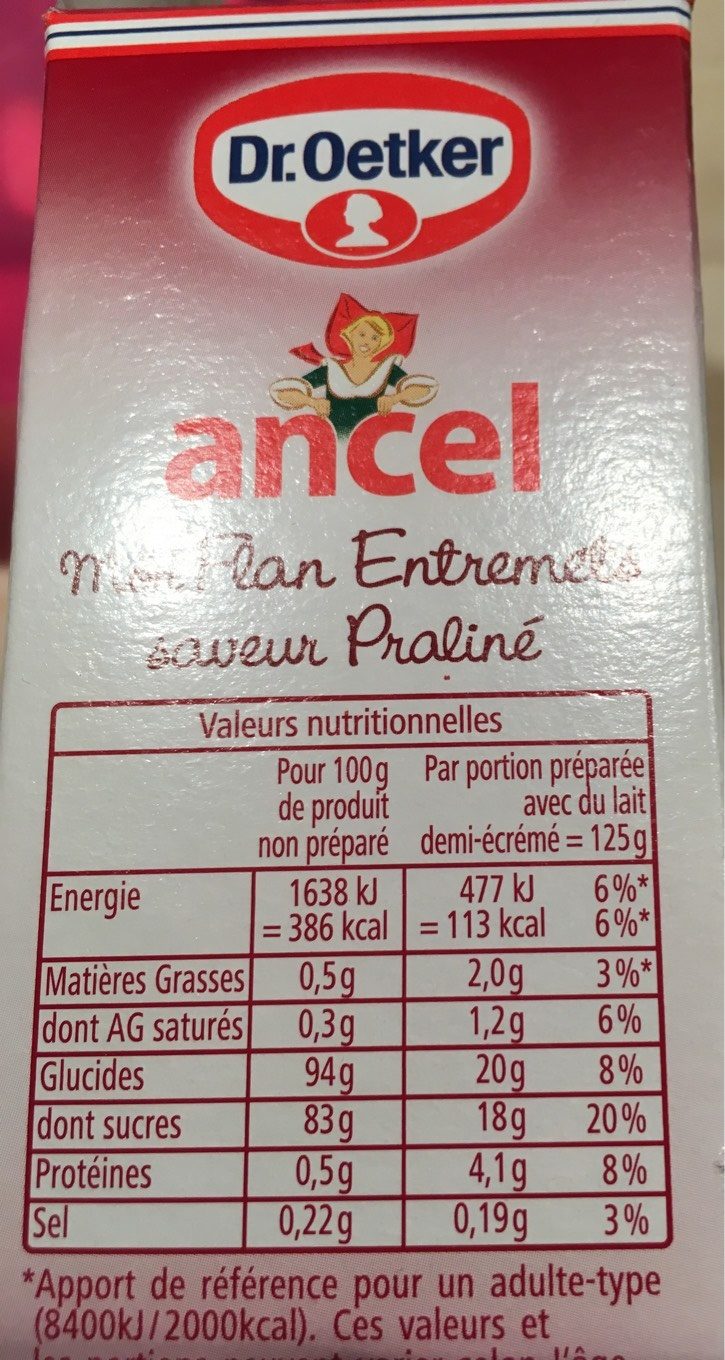 Dr.Oetker
ancel
Mon Flan Entremets
saveur Praliné
Valeurs nutritionnelles
Pour 100g Par portion préparée
de produit avec du lait
non préparé demi-écrémé = 125g
Energie 1638 kJ 477 kJ 6%*
= 386 kcal = 113 kcal 6%*
Matières Grasses 0,5g 2,0g 3%*
dont AG saturés 0,3g 1,2g 6%
Glucides 94g 20g 8%
dont sucres 83g 18g 20%
Protéines 0,5g 4,1g 8%
Sel 0,22g 0,19g 3%
*Apport de référence pour un adulte-type
(8400kJ/2000kcal). Ces valeurs et